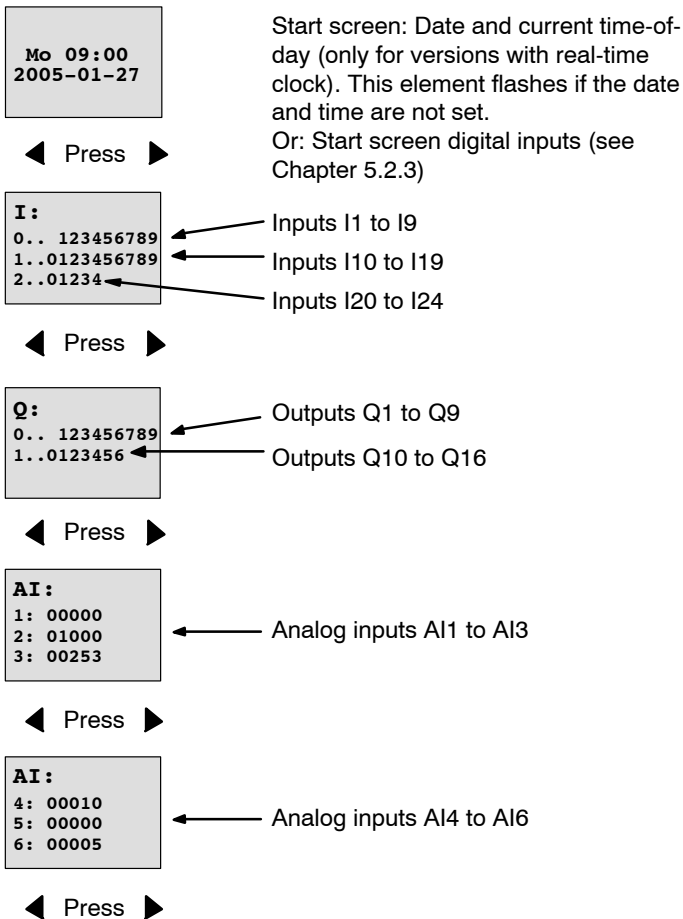 Mo 09:00
2005-01-27
Start screen: Date and current time-of-
day (only for versions with real-time
clock). This element flashes if the date
and time are not set.
Or: Start screen digital inputs (see
Chapter 5.2.3)
Press
I:
0.. 123456789
1..0123456789
2..01234
Inputs I1 to I9
Inputs I10 to I19
Inputs I20 to I24
Press
Q:
0.. 123456789
1..0123456
Outputs Q1 to Q9
Outputs Q10 to Q16
Press
AI:
1: 00000
2: 01000
3: 00253
Analog inputs AI1 to AI3
Press
AI:
4: 00010
5: 00000
6: 00005
Analog inputs AI4 to AI6
Press